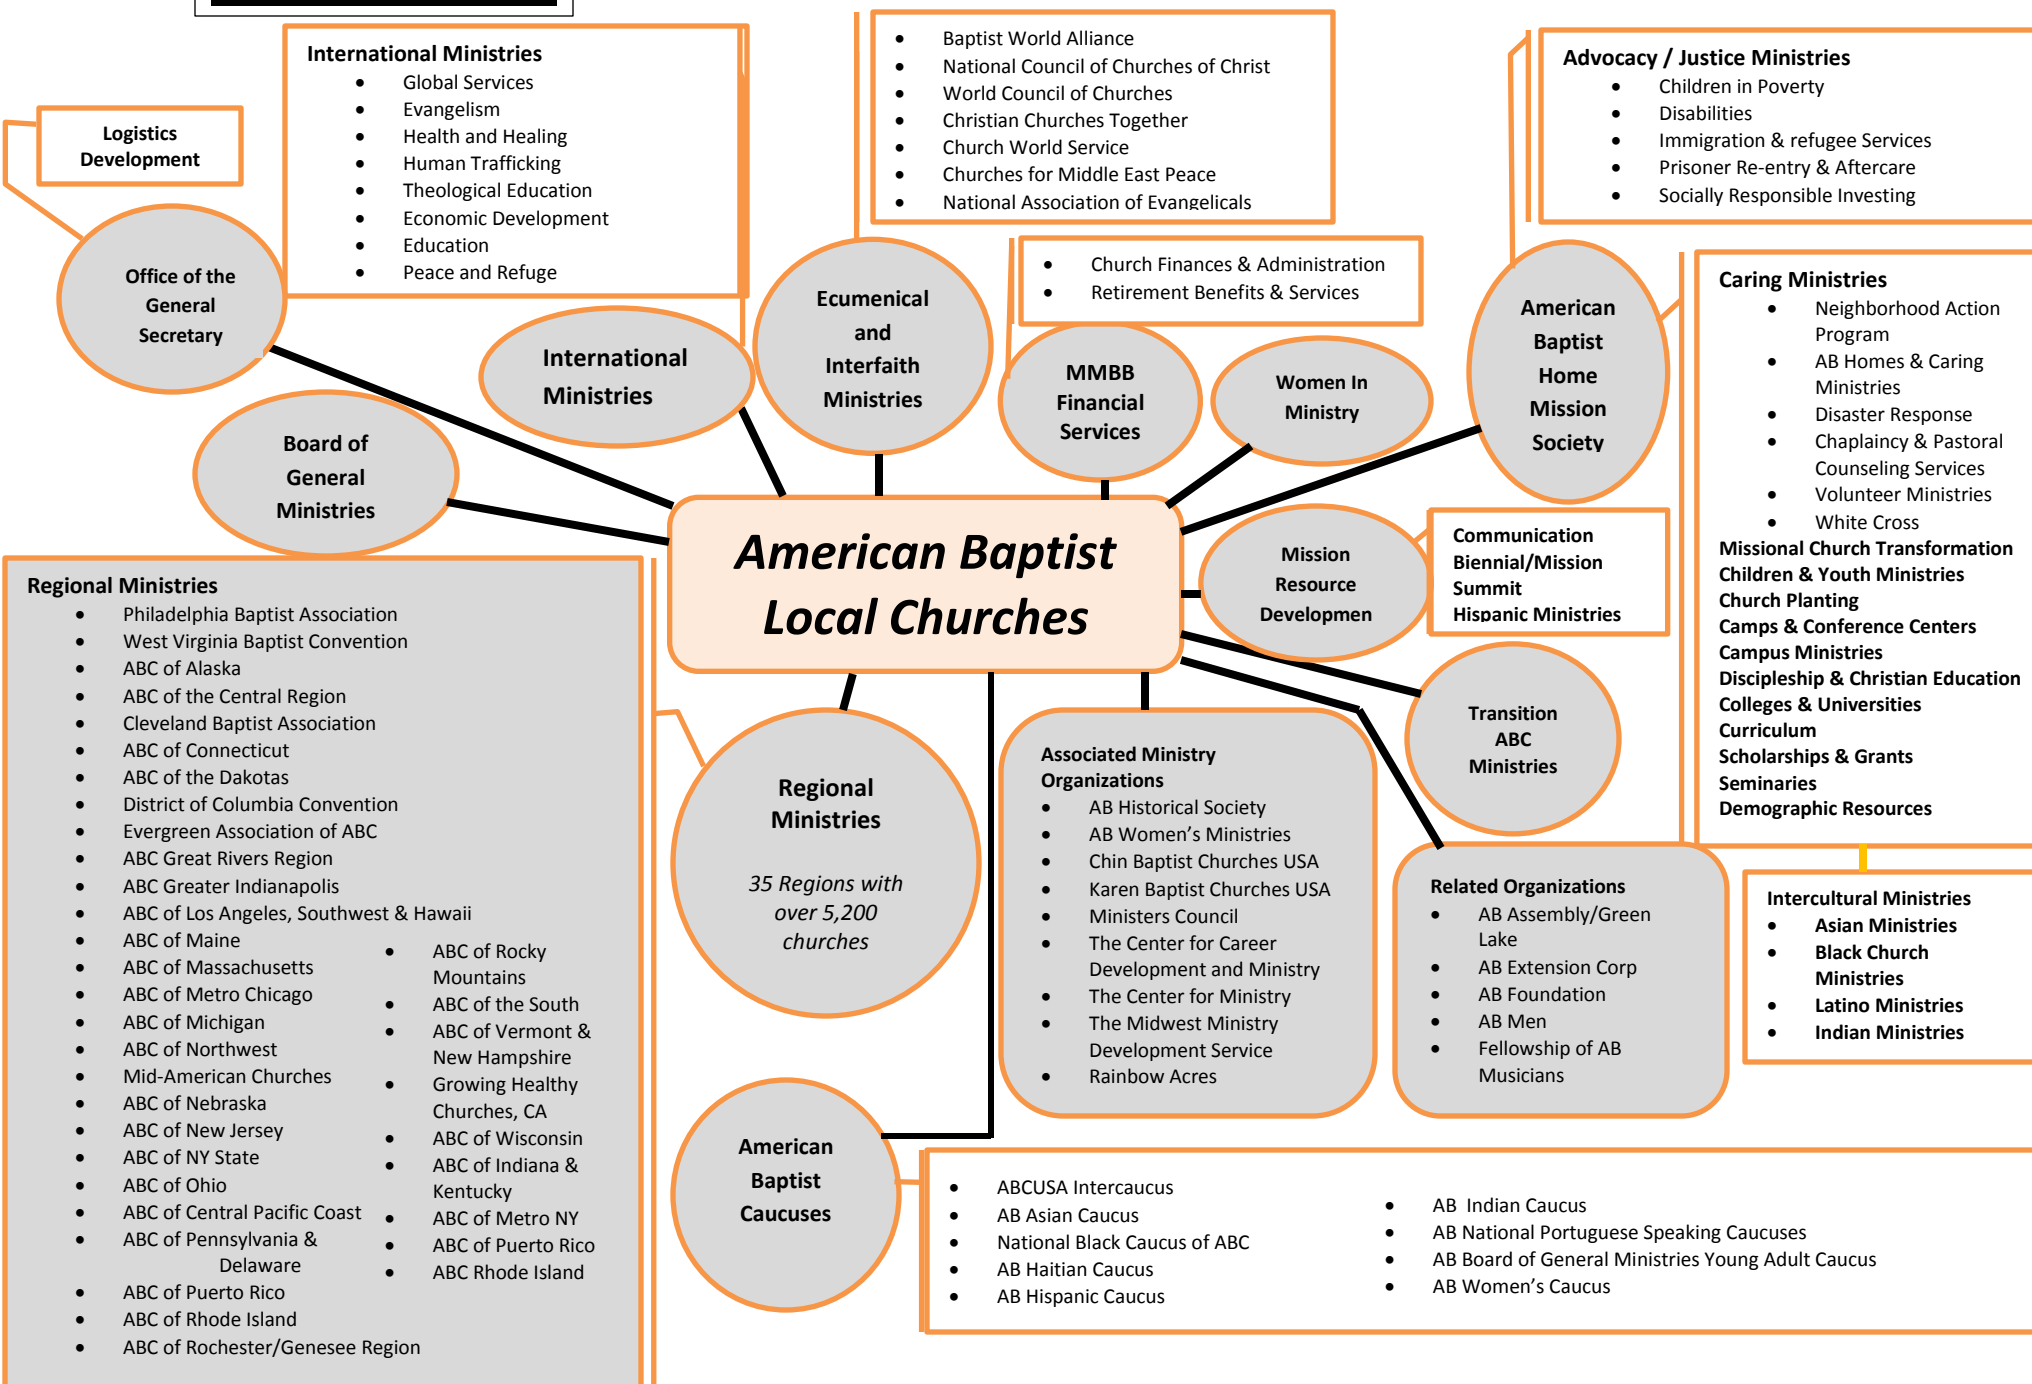 International Ministries
• Global Services
• Evangelism
• Health and Healing
• Human Trafficking
• Theological Education
• Economic Development
• Education
• Peace and Refuge
• Baptist World Alliance
• National Council of Churches of Christ
• World Council of Churches
• Christian Churches Together
• Church World Service
• Churches for Middle East Peace
• National Association of Evangelicals
Advocacy / Justice Ministries
• Children in Poverty
• Disabilities
• Immigration & refugee Services
• Prisoner Re-entry & Aftercare
• Socially Responsible Investing
Logistics
Development
Office of the
General
Secretary
International
Ministries
Ecumenical
and
Interfaith
Ministries
• Church Finances & Administration
• Retirement Benefits & Services
MMBB
Financial
Services
Women In
Ministry
American
Baptist
Home
Mission
Society
Caring Ministries
• Neighborhood Action
Program
• AB Homes & Caring
Ministries
• Disaster Response
• Chaplaincy & Pastoral
Counseling Services
• Volunteer Ministries
• White Cross
Missional Church Transformation
Children & Youth Ministries
Church Planting
Camps & Conference Centers
Campus Ministries
Discipleship & Christian Education
Colleges & Universities
Curriculum
Scholarships & Grants
Seminaries
Demographic Resources
Board of
General
Ministries
American Baptist
Local Churches
Mission
Resource
Developmen
Communication
Biennial/Mission
Summit
Hispanic Ministries
Regional Ministries
• Philadelphia Baptist Association
• West Virginia Baptist Convention
• ABC of Alaska
• ABC of the Central Region
• Cleveland Baptist Association
• ABC of Connecticut
• ABC of the Dakotas
• District of Columbia Convention
• Evergreen Association of ABC
• ABC Great Rivers Region
• ABC Greater Indianapolis
• ABC of Los Angeles, Southwest & Hawaii
• ABC of Maine
• ABC of Massachusetts
• ABC of Metro Chicago
• ABC of Michigan
• ABC of Northwest
• Mid-American Churches
• ABC of Nebraska
• ABC of New Jersey
• ABC of NY State
• ABC of Ohio
• ABC of Central Pacific Coast
• ABC of Pennsylvania &
Delaware
• ABC of Puerto Rico
• ABC of Rhode Island
• ABC of Rochester/Genesee Region
• ABC of Rocky
Mountains
• ABC of the South
• ABC of Vermont &
New Hampshire
• Growing Healthy
Churches, CA
• ABC of Wisconsin
• ABC of Indiana &
Kentucky
• ABC of Metro NY
• ABC of Puerto Rico
• ABC Rhode Island
Regional
Ministries
35 Regions with
over 5,200
churches
Associated Ministry
Organizations
• AB Historical Society
• AB Women's Ministries
• Chin Baptist Churches USA
• Karen Baptist Churches USA
• Ministers Council
• The Center for Career
Development and Ministry
• The Center for Ministry
• The Midwest Ministry
Development Service
• Rainbow Acres
Transition
ABC
Ministries
Related Organizations
• AB Assembly/Green
Lake
• AB Extension Corp
• AB Foundation
• AB Men
• Fellowship of AB
Musicians
Intercultural Ministries
• Asian Ministries
• Black Church
Ministries
• Latino Ministries
• Indian Ministries
American
Baptist
Caucuses
• ABCUSA Intercaucus
• AB Asian Caucus
• National Black Caucus of ABC
• AB Haitian Caucus
• AB Hispanic Caucus
• AB  Indian Caucus
• AB National Portuguese Speaking Caucuses
• AB Board of General Ministries Young Adult Caucus
• AB Women's Caucus